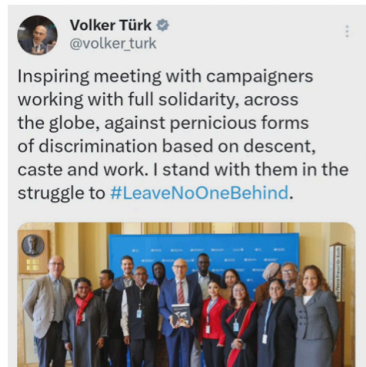 Volker Türk
@volker_turk
Inspiring meeting with campaigners
working with full solidarity, across
the globe, against pernicious forms
of discrimination based on descent,
caste and work. I stand with them in the
struggle to #LeaveNoOneBehind.